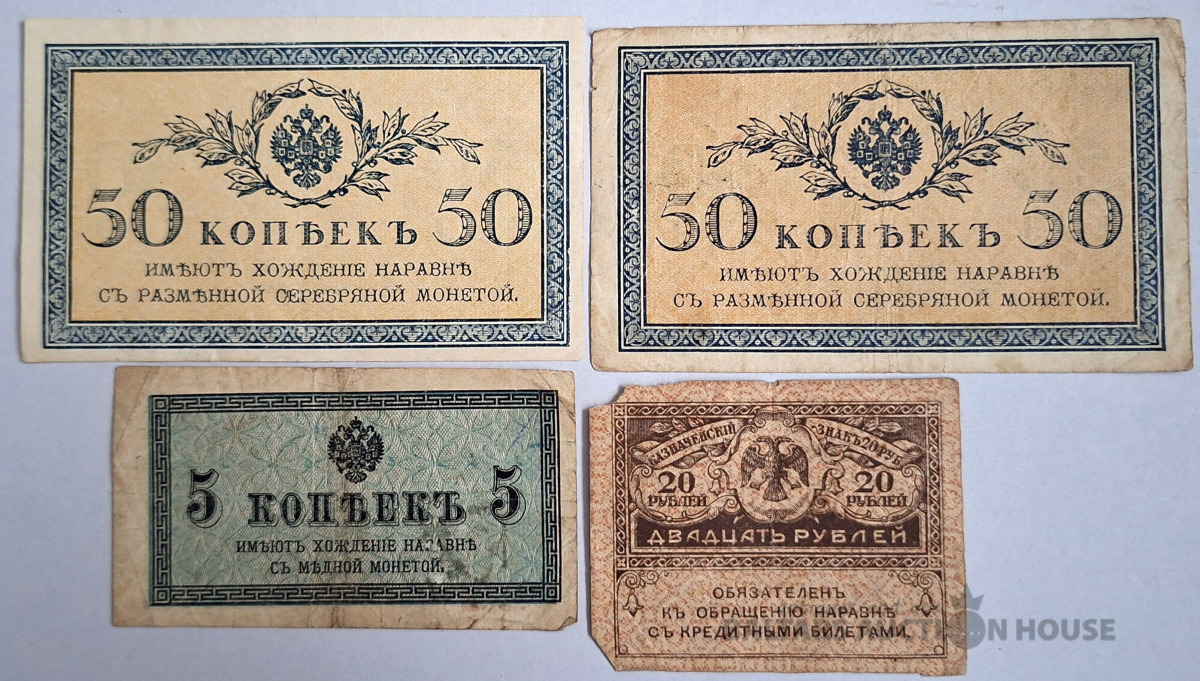 50 КОПѢЕКЪ 50
ИМѢЮТЪ ХОЖДЕНІЕ НАРАВНѢ
СЪ РАЗМѢННОЙ СЕРЕБРЯНОЙ МОНЕТОЙ.
50 КОПѢЕКЪ 50
ИМѢЮТЪ ХОЖДЕНІЕ НАРАВНѢ
СЪ РАЗМѢННОЙ СЕРЕБРЯНОЙ МОНЕТОЙ.
5 КОПѢЕКЪ 5
ИМѢЮТЪ ХОЖДЕНІЕ НАРАВНѢ
СЪ МѢДНОЙ МОНЕТОЙ.
КАЗНАЧЕЙСКІЙ ЗНАКЪ 20 РУБ.
20 РУБЛЕЙ
20 РУБЛЕЙ
ДВАДЦАТЬ РУБЛЕЙ.
ОБЯЗАТЕЛЕНЪ
КЪ ОБРАЩЕНІЮ НАРАВНѢ
СЪ КРЕДИТНЫМИ БИЛЕТАМИ.
HOUSE